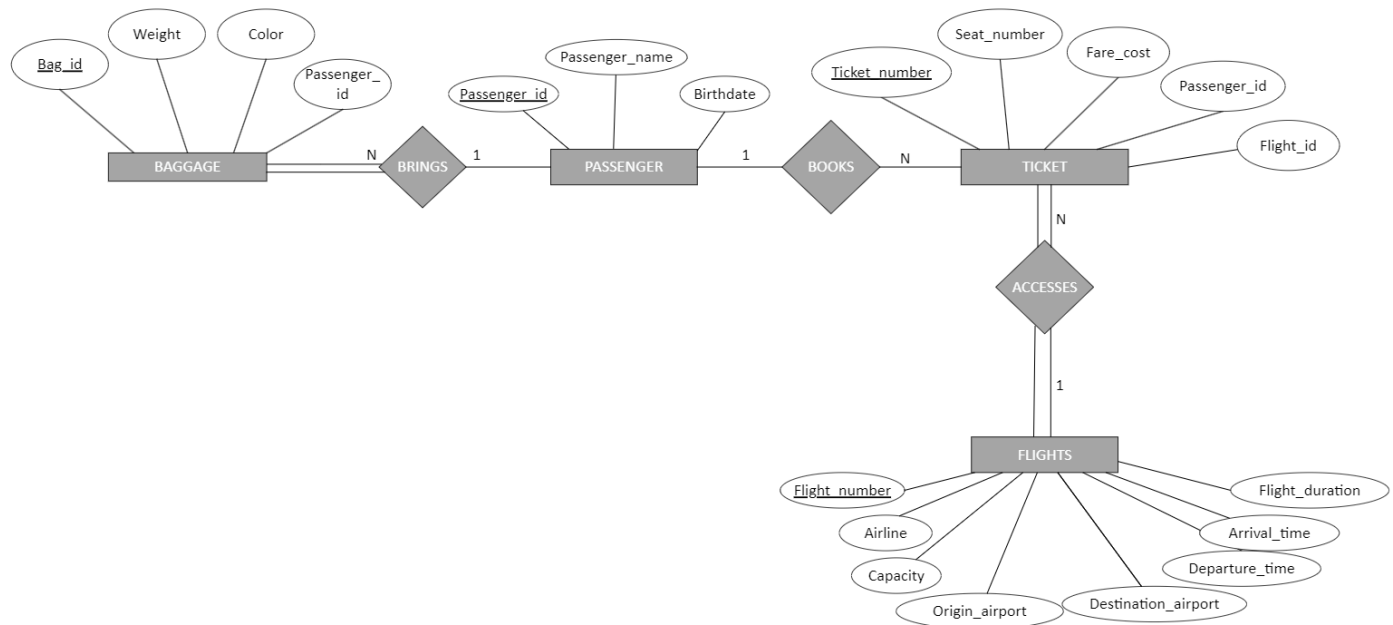 Bag_id
Weight
Color
Passenger_
id
Passenger_id
Passenger_name
Birthdate
Ticket_number
Seat_number
Fare_cost
Passenger_id
Flight_id
BAGGAGE
N
BRINGS
1
PASSENGER
1
BOOKS
N
TICKET
N
ACCESSES
1
FLIGHTS
Flight_number
Airline
Capacity
Origin_airport
Destination_airport
Departure_time
Arrival_time
Flight_duration